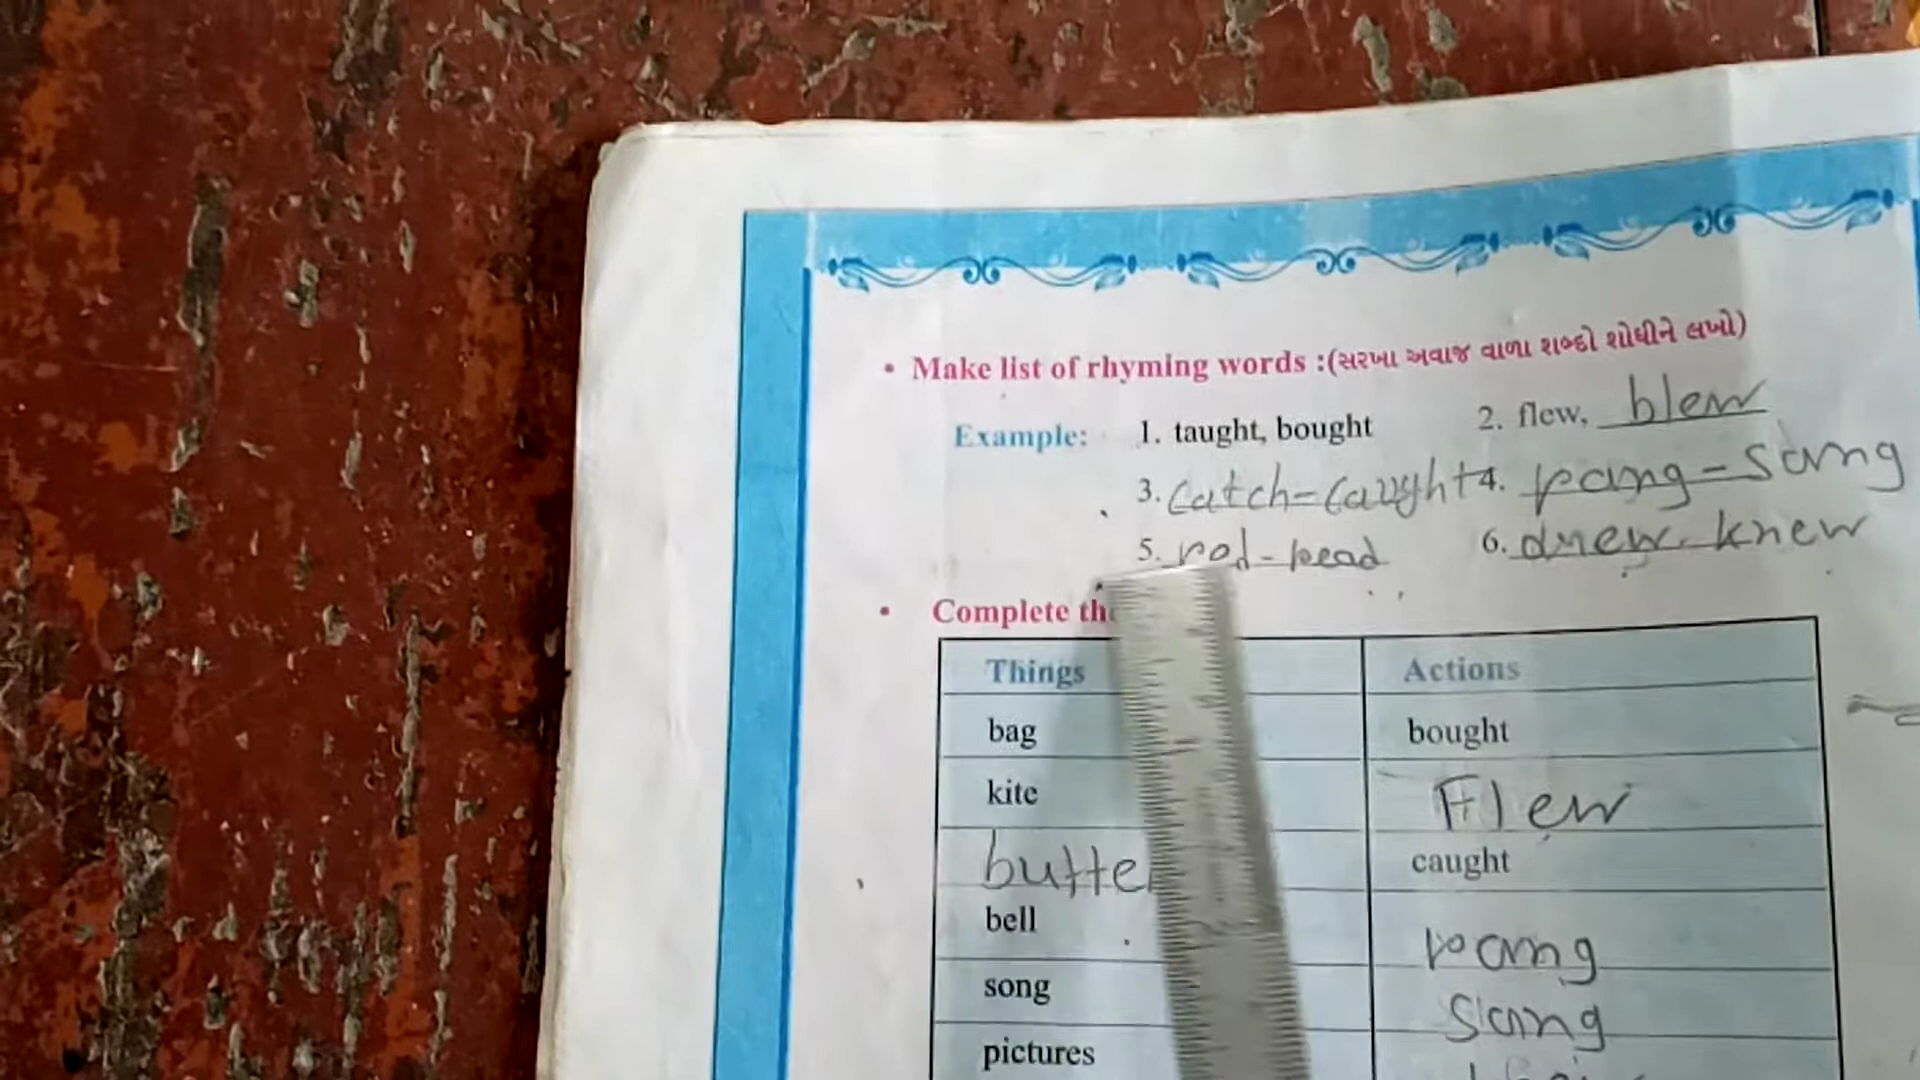 • Make list of rhyming words :(સરખા અવાજ વાળા શબ્દો શોધીને લખો)
Example: 1. taught, bought 2. flew, blew
3. Catch-Caught 4. rang-Sang
5. red-read 6. drew. knew
• Complete th
Things Actions
bag bought
kite Flew
butte caught
bell rang
song Sang
pictures